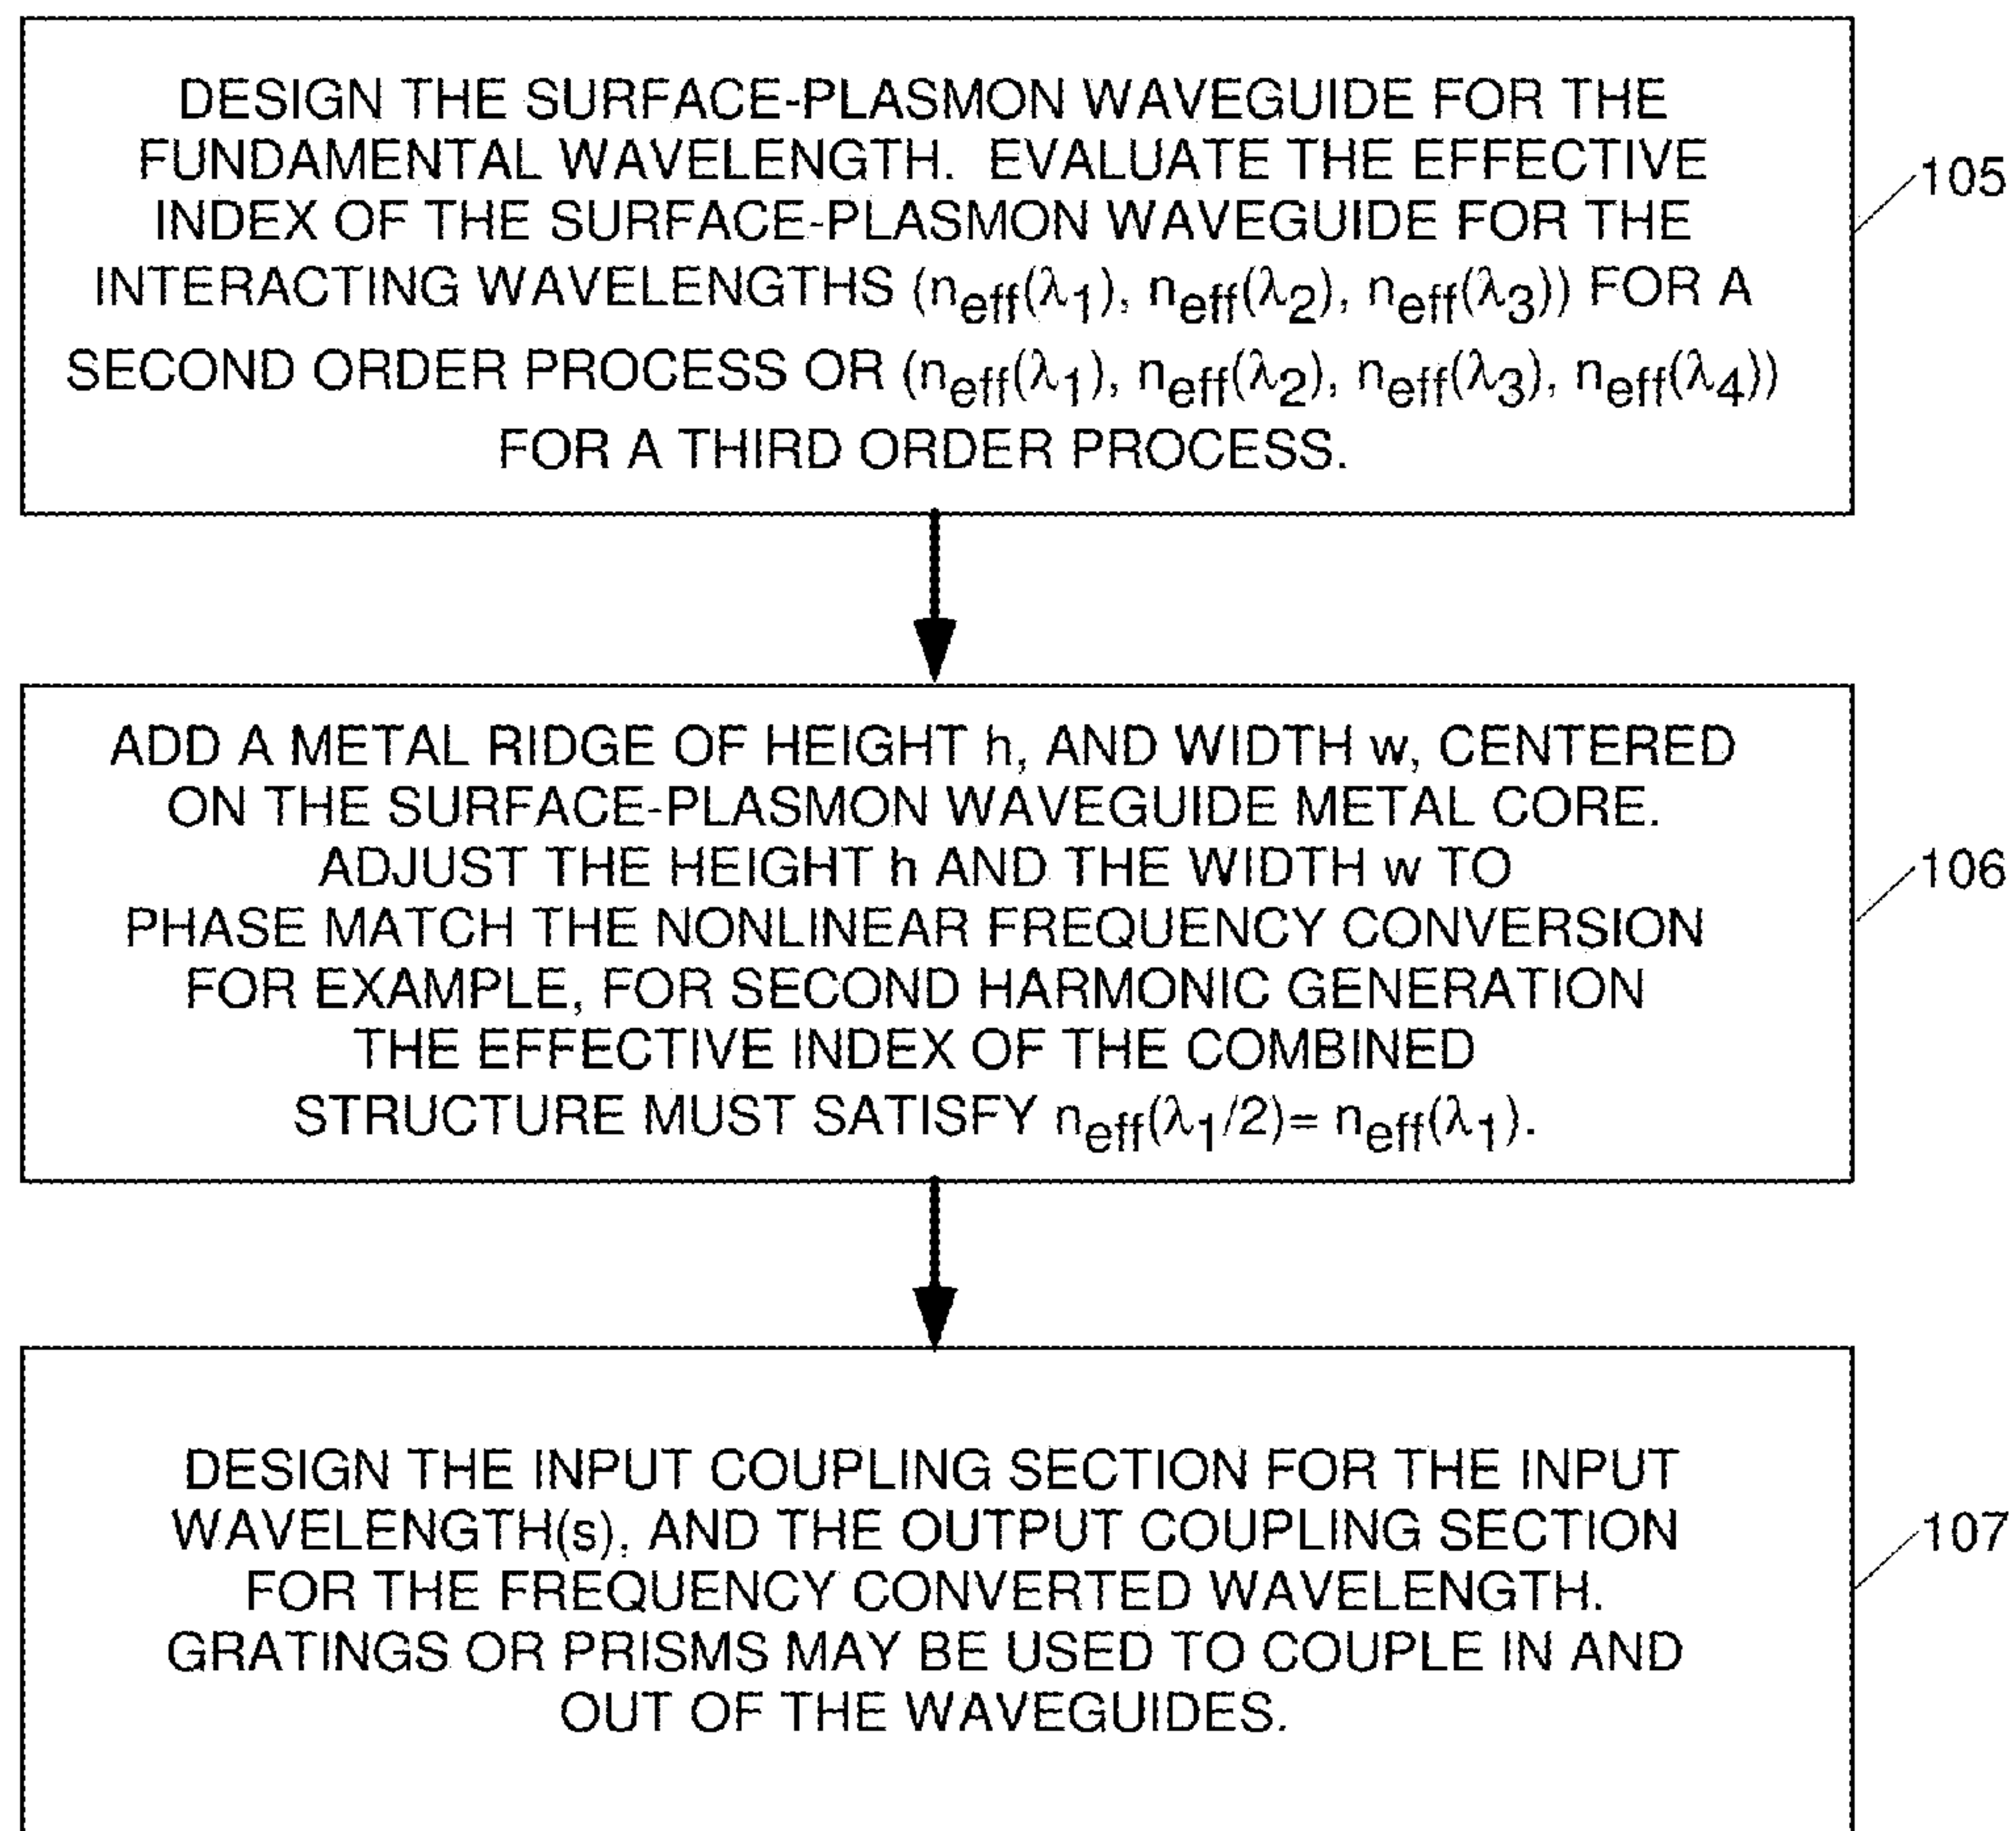 DESIGN THE SURFACE-PLASMON WAVEGUIDE FOR THE
FUNDAMENTAL WAVELENGTH. EVALUATE THE EFFECTIVE
INDEX OF THE SURFACE-PLASMON WAVEGUIDE FOR THE
INTERACTING WAVELENGTHS (neff(λ1), neff(λ2), neff(λ3)) FOR A
SECOND ORDER PROCESS OR (neff(λ1), neff(λ2), neff(λ3), neff(λ4))
FOR A THIRD ORDER PROCESS.
105
ADD A METAL RIDGE OF HEIGHT h, AND WIDTH w, CENTERED
ON THE SURFACE-PLASMON WAVEGUIDE METAL CORE.
ADJUST THE HEIGHT h AND THE WIDTH w TO
PHASE MATCH THE NONLINEAR FREQUENCY CONVERSION
FOR EXAMPLE, FOR SECOND HARMONIC GENERATION
THE EFFECTIVE INDEX OF THE COMBINED
STRUCTURE MUST SATISFY neff(λ1/2)= neff(λ1).
106
DESIGN THE INPUT COUPLING SECTION FOR THE INPUT
WAVELENGTH(s), AND THE OUTPUT COUPLING SECTION
FOR THE FREQUENCY CONVERTED WAVELENGTH.
GRATINGS OR PRISMS MAY BE USED TO COUPLE IN AND
OUT OF THE WAVEGUIDES.
107